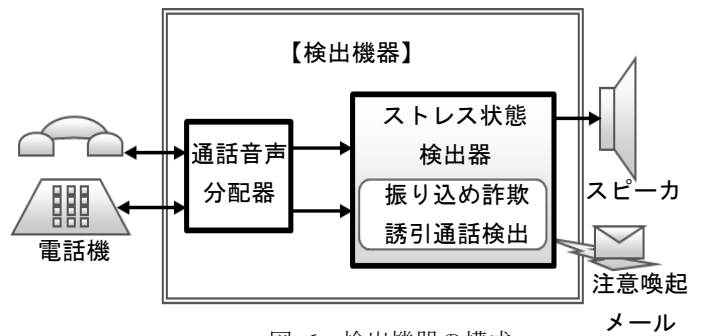 【検出機器】
通話音声
分配器
ストレス状態
検出器
振り込め詐欺
誘引通話検出
電話機
スピーカ
注意喚起
メール